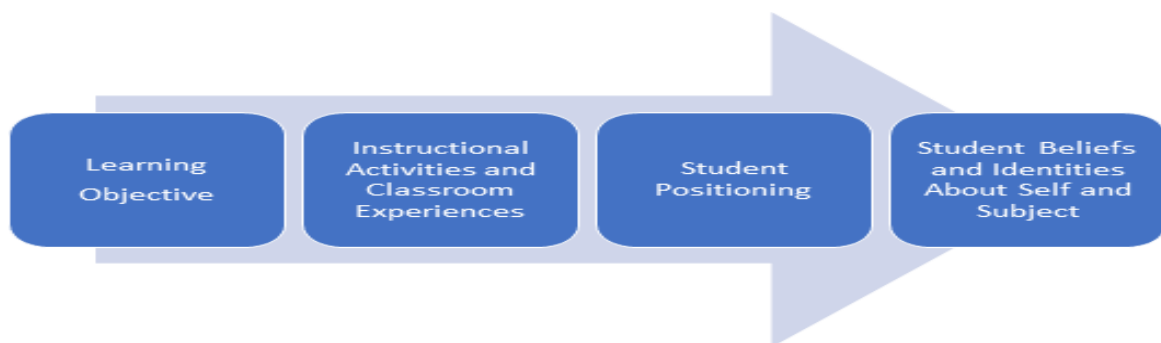 Learning
Objective
Instructional
Activities and
Classroom
Experiences
Student
Positioning
Student Beliefs
and Identities
About Self and
Subject